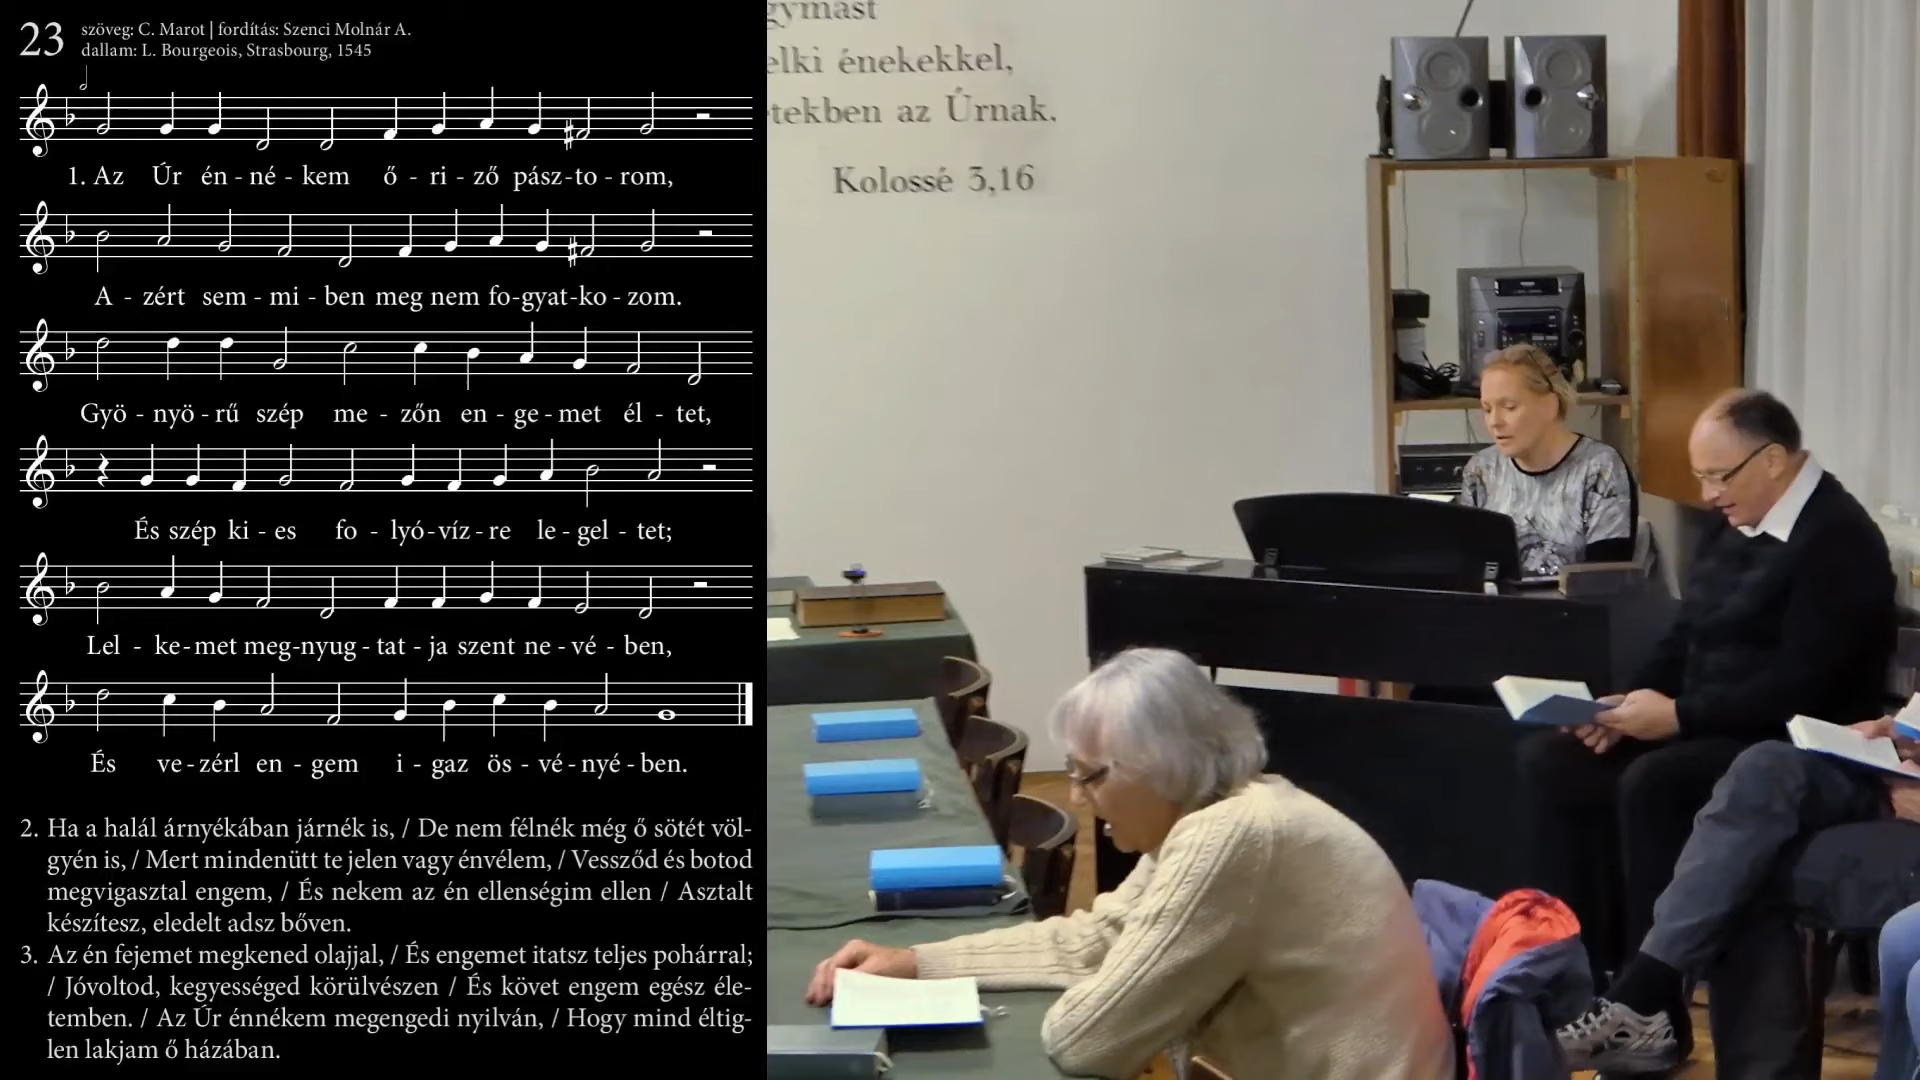 23
szöveg: C. Marot | fordítás: Szenci Molnár A.
dallam: L. Bourgeois, Strasbourg, 1545
1. Az Úr én - né - kem ő - ri - ző pász - to - rom,
A - zért sem - mi - ben meg nem fo - gyat - ko - zom.
Gyö - nyö - rű szép me - zőn en - ge - met él - tet,
És szép ki - es fo - lyó - víz - re le - gel - tet;
Lel - ke - met meg - nyug - tat - ja szent ne - vé - ben,
És ve - zérl en - gem i - gaz ös - vé - nyé - ben.
2. Ha a halál árnyékában járnék is, / De nem félnék még ő sötét völ-
gyén is, / Mert mindenütt te jelen vagy énvélem, / Vessződ és botod
megvigasztal engem, / És nekem az én ellenségim ellen / Asztalt
készítesz, eledelt adsz bőven.
3. Az én fejemet megkened olajjal, / És engemet itatsz teljes pohárral;
/ Jóvoltod, kegyességed körülvészen / És követ engem egész éle-
temben. / Az Úr énnékem megengedi nyilván, / Hogy mind éltig-
len lakjam ő házában.
gymást
elki énekekkel,
tekben az Úrnak.
Kolossé 3,16